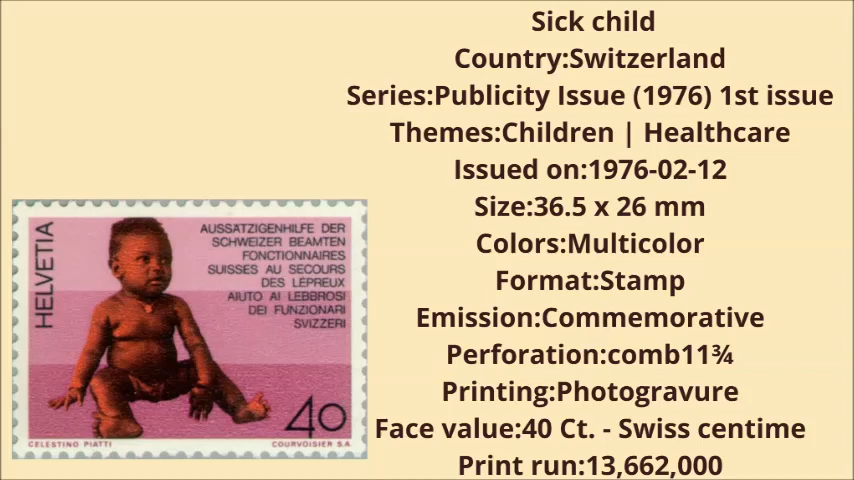 Sick child
Country:Switzerland
Series:Publicity Issue (1976) 1st issue
Themes:Children | Healthcare
Issued on:1976-02-12
Size:36.5 x 26 mm
Colors:Multicolor
Format:Stamp
Emission:Commemorative
Perforation:comb11¾
Printing:Photogravure
Face value:40 Ct. - Swiss centime
Print run:13,662,000
HELVETIA
AUSSÄTZIGENHILFE DER
SCHWEIZER BEAMTEN
FONCTIONNAIRES
SUISSES AU SECOURS
DES LÉPREUX
AIUTO AI LEBBROSI
DEI FUNZIONARI
SVIZZERI
40
CELESTINO PIATTI
COURVOISIER S.A.